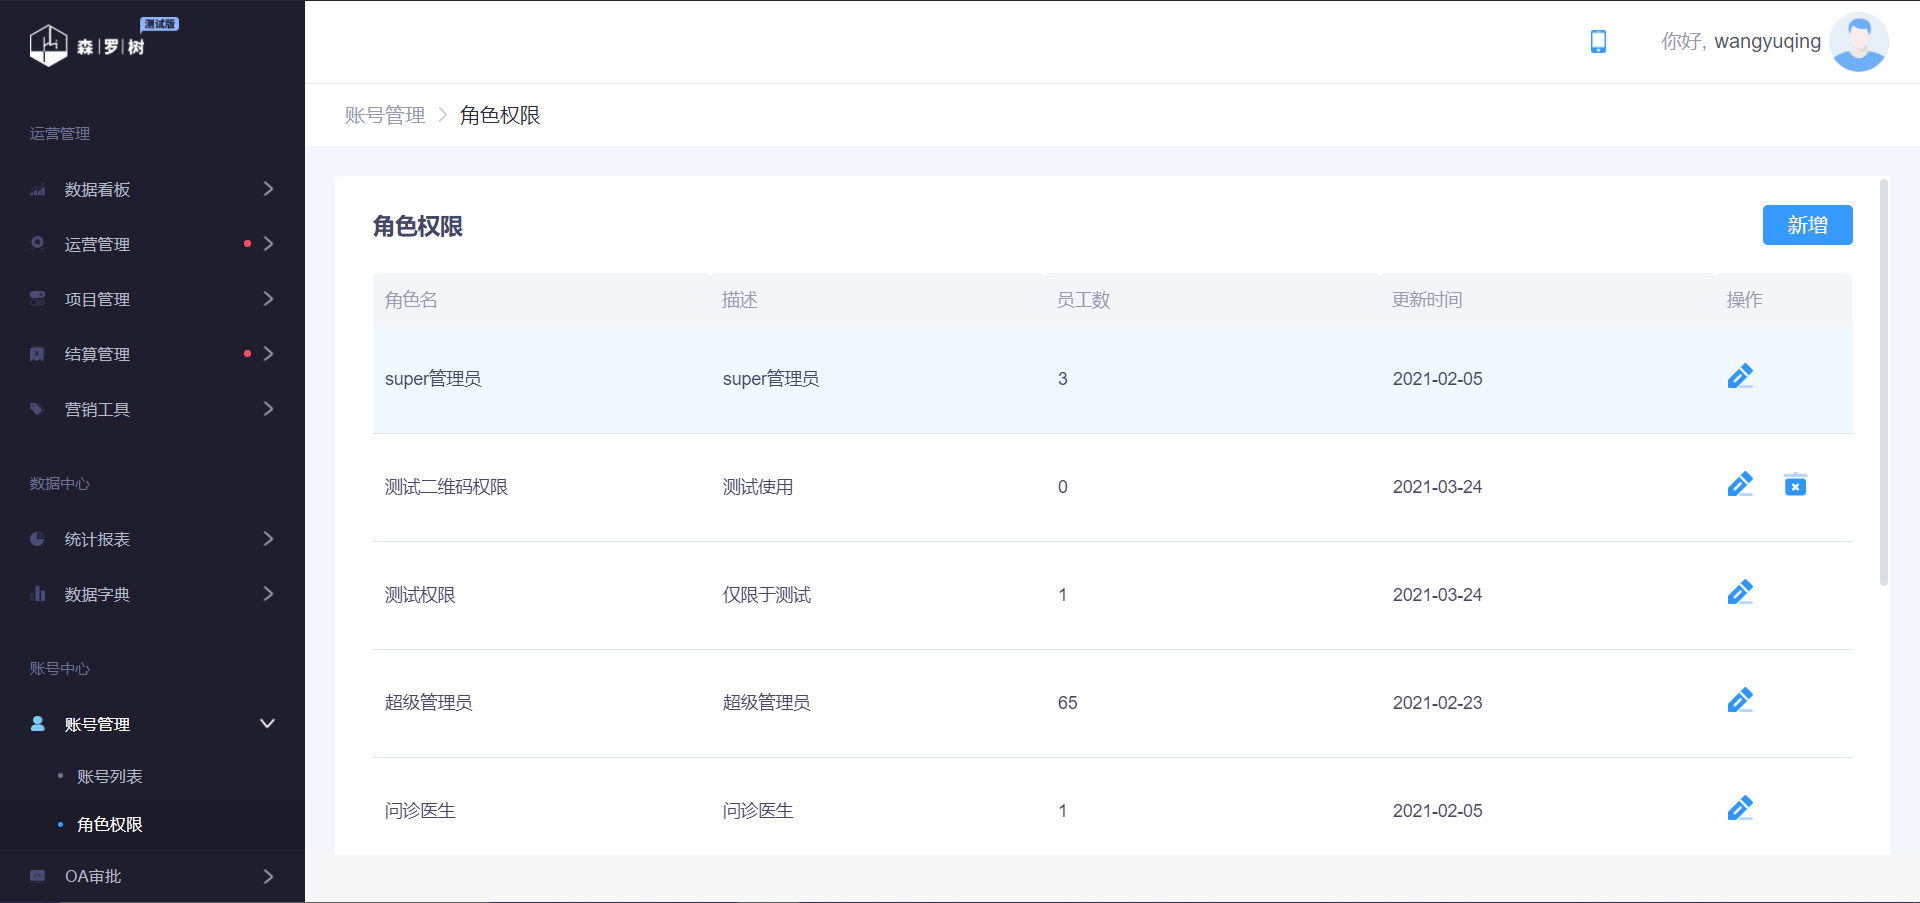 测试版
森|罗|树
运营管理
数据看板
运营管理
项目管理
结算管理
营销工具
数据中心
统计报表
数据字典
账号中心
账号管理
账号列表
角色权限
OA审批
你好, wangyuqing
账号管理 > 角色权限
角色权限
新增
角色名 描述 员工数 更新时间 操作
super管理员 super管理员 3 2021-02-05
测试二维码权限 测试使用 0 2021-03-24
测试权限 仅限于测试 1 2021-03-24
超级管理员 超级管理员 65 2021-02-23
问诊医生 问诊医生 1 2021-02-05